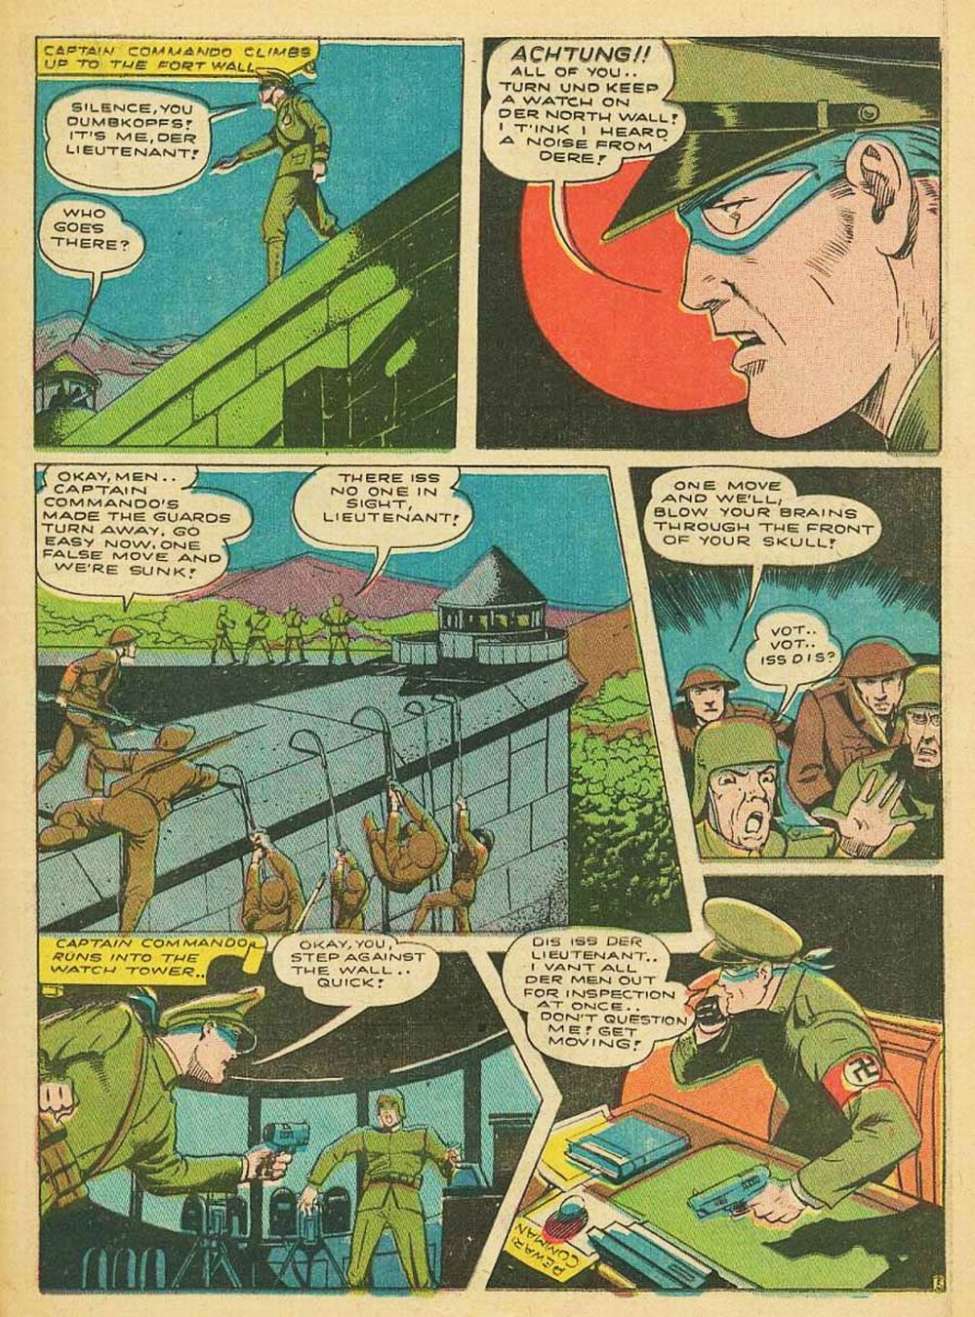 CAPTAIN COMMANDO CLIMBS
UP TO THE FORT WALL
SILENCE, YOU
DUMBKOPFS!
IT'S ME, DER
LIEUTENANT!
WHO
GOES
THERE?
ACHTUNG!!
ALL OF YOU..
TURN UND KEEP
A WATCH ON
DER NORTH WALL!
I T'INK I HEARD
A NOISE FROM
DERE!
OKAY, MEN..
CAPTAIN
COMMANDO'S
MADE THE GUARDS
TURN AWAY. GO
EASY NOW. ONE
FALSE MOVE AND
WE'RE SUNK!
THERE ISS
NO ONE IN
SIGHT,
LIEUTENANT!
ONE MOVE
AND WE'LL,
BLOW YOUR BRAINS
THROUGH THE FRONT
OF YOUR SKULL!
VOT..
VOT..
ISS DIS?
CAPTAIN COMMANDO
RUNS INTO THE
WATCH TOWER..
OKAY, YOU,
STEP AGAINST
THE WALL..
QUICK!
DIS ISS DER
LIEUTENANT..
I VANT ALL
DER MEN OUT
FOR INSPECTION
AT ONCE..
DON'T QUESTION
ME! GET
MOVING!
REWAR
COMMAN